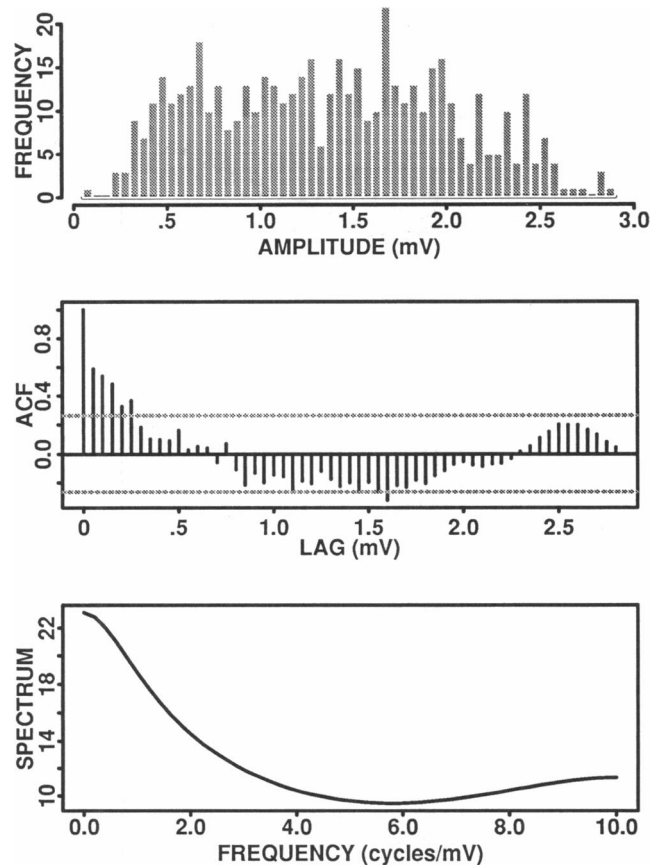 FREQUENCY
20
15
10
5
0
0 .5 1.0 1.5 2.0 2.5 3.0
AMPLITUDE (mV)
ACF
0.8
0.4
0.0
0 .5 1.0 1.5 2.0 2.5
LAG (mV)
SPECTRUM
22
18
14
10
0.0 2.0 4.0 6.0 8.0 10.0
FREQUENCY (cycles/mV)